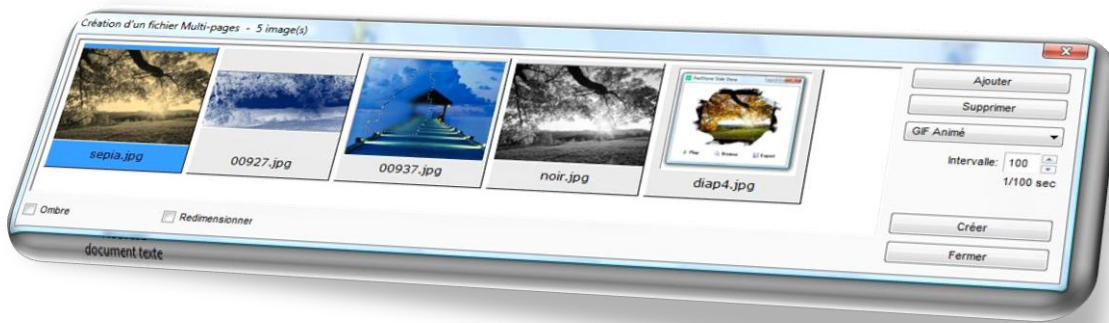 Création d'un fichier Multi-pages - 5 image(s)
sepia.jpg
00927.jpg
00937.jpg
noir.jpg
diap4.jpg
Ajouter
Supprimer
GIF Animé
Intervalle: 100
1/100 sec
Créer
Fermer
Ombre
Redimensionner
document texte